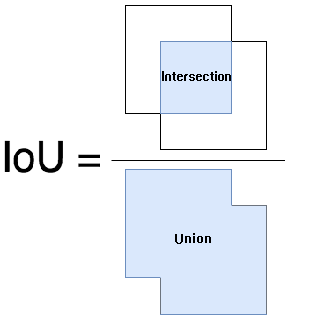 Intersection
IoU =
Union